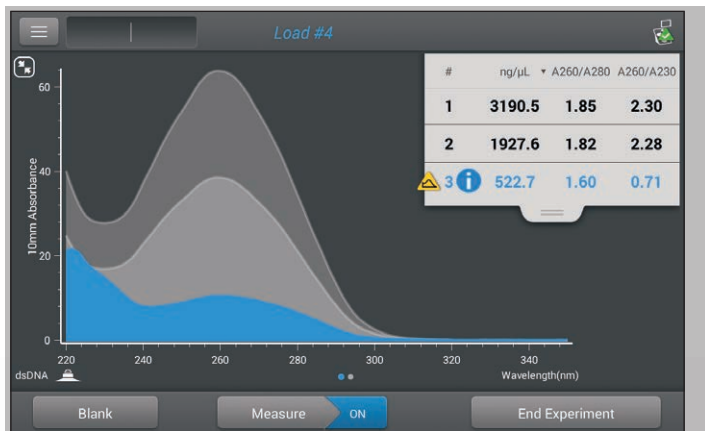 Load #4
# ng/µL A260/A280 A260/A230
1 3190.5 1.85 2.30
2 1927.6 1.82 2.28
3 i 522.7 1.60 0.71
10mm Absorbance
60
40
20
0
220 240 260 280 300 320 340
dsDNA
Wavelength(nm)
Blank
Measure ON
End Experiment